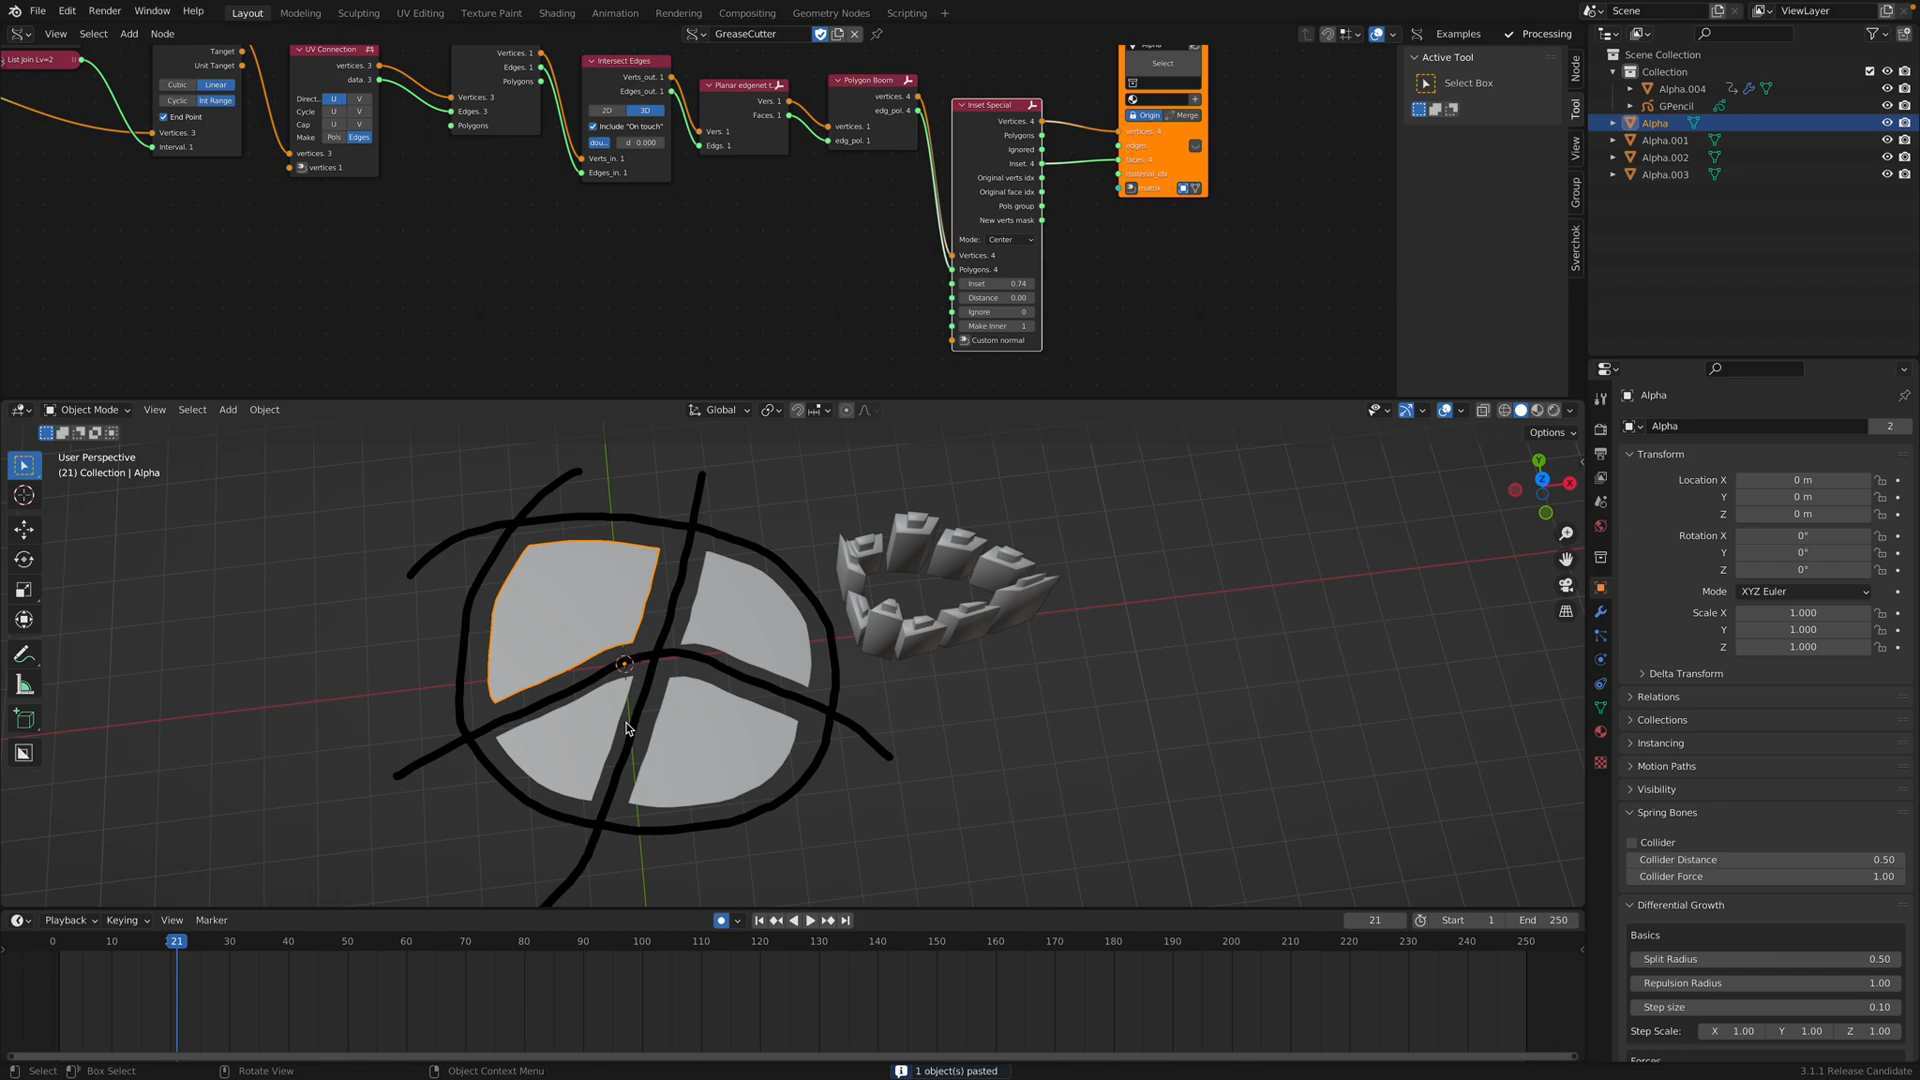 File Edit Render Window Help Layout Modeling Sculpting UV Editing Texture Paint Shading Animation Rendering Compositing Geometry Nodes Scripting + Scene ViewLayer
View Select Add Node GreaseCutter Examples Processing
List Join Lv=2
Target
Unit Target
Cubic Linear
Cyclic Int Range
End Point
Vertices. 3
Interval. 1
UV Connection
vertices. 3
data. 3
Direct... U V
Cycle U V
Cap U V
Make Pols Edges
vertices. 3
vertices 1
Vertices. 1
Edges. 1
Polygons
Vertices. 3
Edges. 3
Polygons
Intersect Edges
Verts_out. 1
Edges_out. 1
2D 3D
Include "On touch"
dou... d 0.000
Verts_in. 1
Edges_in. 1
Planar edgenet t..
Vers. 1
Faces. 1
Vers. 1
Edgs. 1
Polygon Boom
vertices. 4
edg_pol. 4
vertices. 1
edg_pol. 1
Inset Special
Vertices. 4
Polygons
Ignored
Inset. 4
Original verts idx
Original face idx
Pols group
New verts mask
Mode: Center
Vertices. 4
Polygons. 4
Inset 0.74
Distance 0.00
Ignore 0
Make Inner 1
Custom normal
Alpha
Select
+
Origin Merge
vertices. 4
edges
faces. 4
material_idx
matrix
Active Tool
Select Box
Node
Tool
View
Group
Sverchok
Scene Collection
Collection
Alpha.004
GPencil
Alpha
Alpha.001
Alpha.002
Alpha.003
Object Mode View Select Add Object Global
Options
User Perspective
(21) Collection | Alpha
Y
Z
X
Alpha
Alpha 2
Transform
Location X 0 m
Y 0 m
Z 0 m
Rotation X 0°
Y 0°
Z 0°
Mode XYZ Euler
Scale X 1.000
Y 1.000
Z 1.000
Delta Transform
Relations
Collections
Instancing
Motion Paths
Visibility
Spring Bones
Collider
Collider Distance 0.50
Collider Force 1.00
Differential Growth
Basics
Split Radius 0.50
Repulsion Radius 1.00
Step size 0.10
Step Scale: X 1.00 Y 1.00 Z 1.00
Playback Keying View Marker 21 Start 1 End 250
0 10 21 30 40 50 60 70 80 90 100 110 120 130 140 150 160 170 180 190 200 210 220 230 240 250
Select Box Select Rotate View Object Context Menu 1 object(s) pasted 3.1.1 Release Candidate